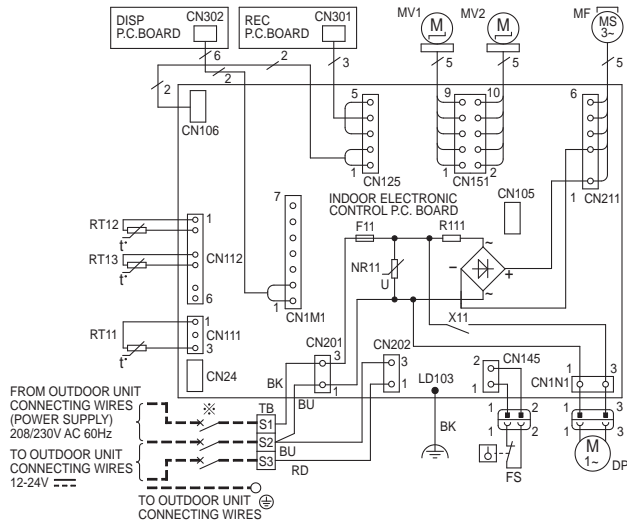 DISP
P.C.BOARD
CN302
REC
P.C.BOARD
CN301
MV1
M
MV2
M
MF
MS
3~
6
2
2
3
5
5
5
2
CN106
5
1
CN125
9
10
1
2
CN151
6
1
CN211
CN105
INDOOR ELECTRONIC
CONTROL P.C. BOARD
7
1
CN1M1
RT12
t°
RT13
t°
1
CN112
6
RT11
t°
1
CN111
3
CN24
F11
R111
NR11
U
~
–
+
~
X11
CN201
3
1
CN202
3
1
BK
BU
LD103
BK
2
CN145
1
1
2
1
2
FS
1
3
CN1N1
1
3
1
3
M
1~
DP
FROM OUTDOOR UNIT
CONNECTING WIRES
(POWER SUPPLY)
208/230V AC 60Hz
TO OUTDOOR UNIT
CONNECTING WIRES
12-24V ⎓
※
TB
S1
S2
S3
BU
RD
TO OUTDOOR UNIT
CONNECTING WIRES